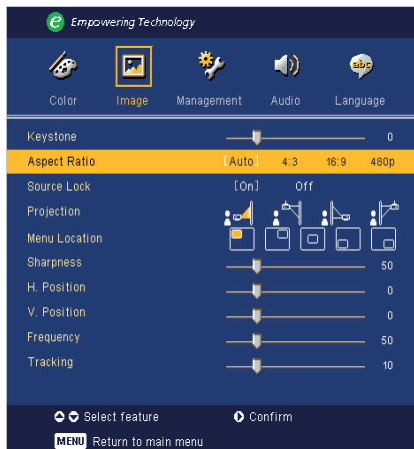 e Empowering Technology
abc
Color Image Management Audio Language
Keystone 0
Aspect Ratio [Auto] 4:3 16:9 480p
Source Lock [On] Off
Projection
Menu Location
Sharpness 50
H. Position 0
V. Position 0
Frequency 50
Tracking 10
Select feature Confirm
MENU Return to main menu